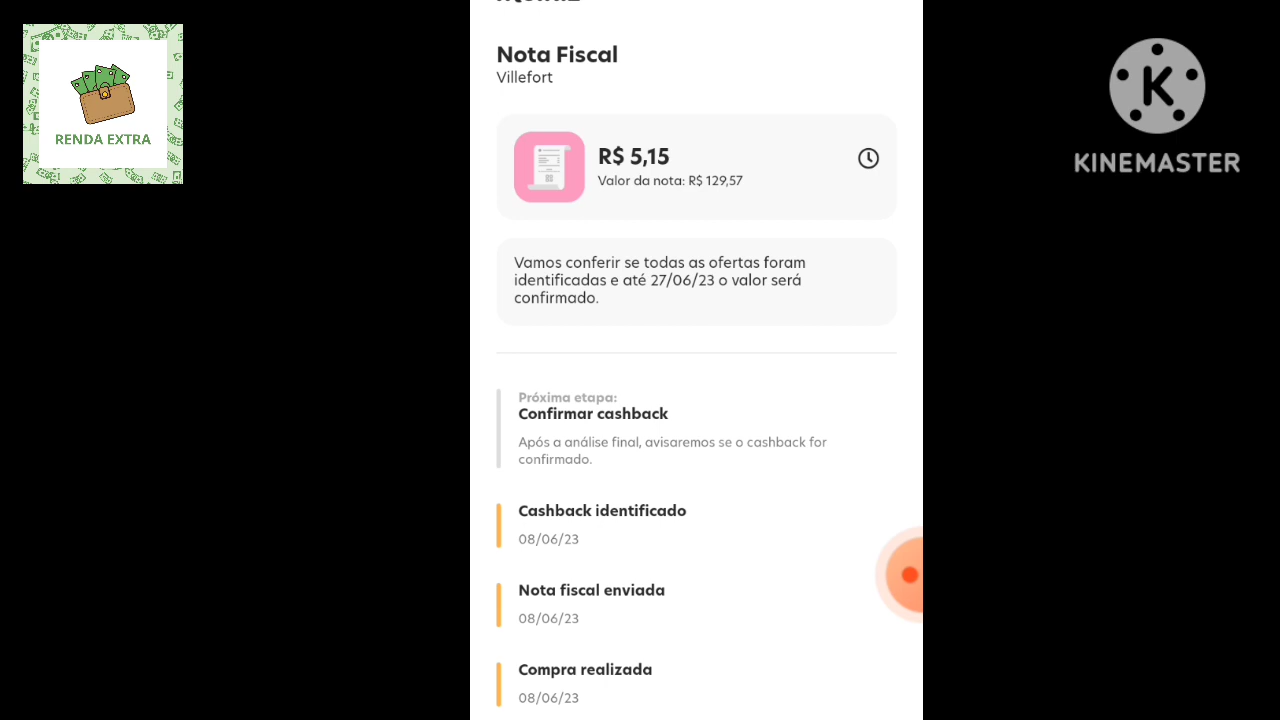 RENDA EXTRA
KINEMASTER
Nota Fiscal
Villefort
R$ 5,15
Valor da nota: R$ 129,57
Vamos conferir se todas as ofertas foram
identificadas e até 27/06/23 o valor será
confirmado.
Próxima etapa:
Confirmar cashback
Após a análise final, avisaremos se o cashback for
confirmado.
Cashback identificado
08/06/23
Nota fiscal enviada
08/06/23
Compra realizada
08/06/23